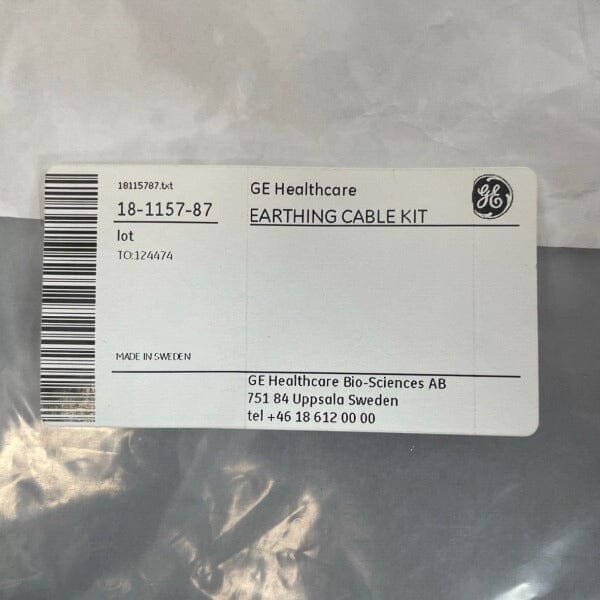 18115787.txt
18-1157-87
lot
TO:124474
MADE IN SWEDEN
GE Healthcare
EARTHING CABLE KIT
GE
GE Healthcare Bio-Sciences AB
751 84 Uppsala Sweden
tel +46 18 612 00 00